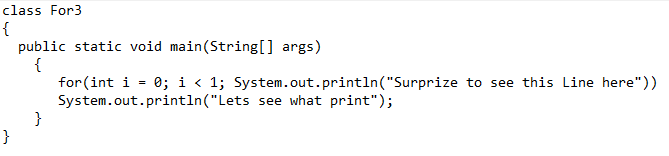 class For3
{
  public static void main(String[] args)
    {
       for(int i = 0; i < 1; System.out.println("Surprize to see this Line here"))
       System.out.println("Lets see what print");
    }
}